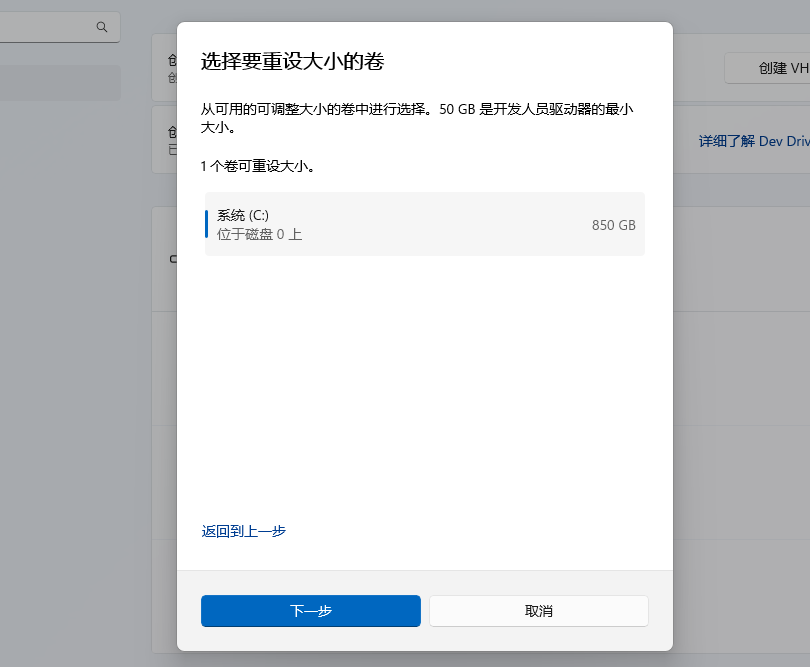 选择要重设大小的卷
创建 VH
从可用的可调整大小的卷中进行选择。50 GB 是开发人员驱动器的最小
大小。
详细了解 Dev Driv
1 个卷可重设大小。
系统 (C:)
位于磁盘 0 上
850 GB
返回到上一步
下一步
取消